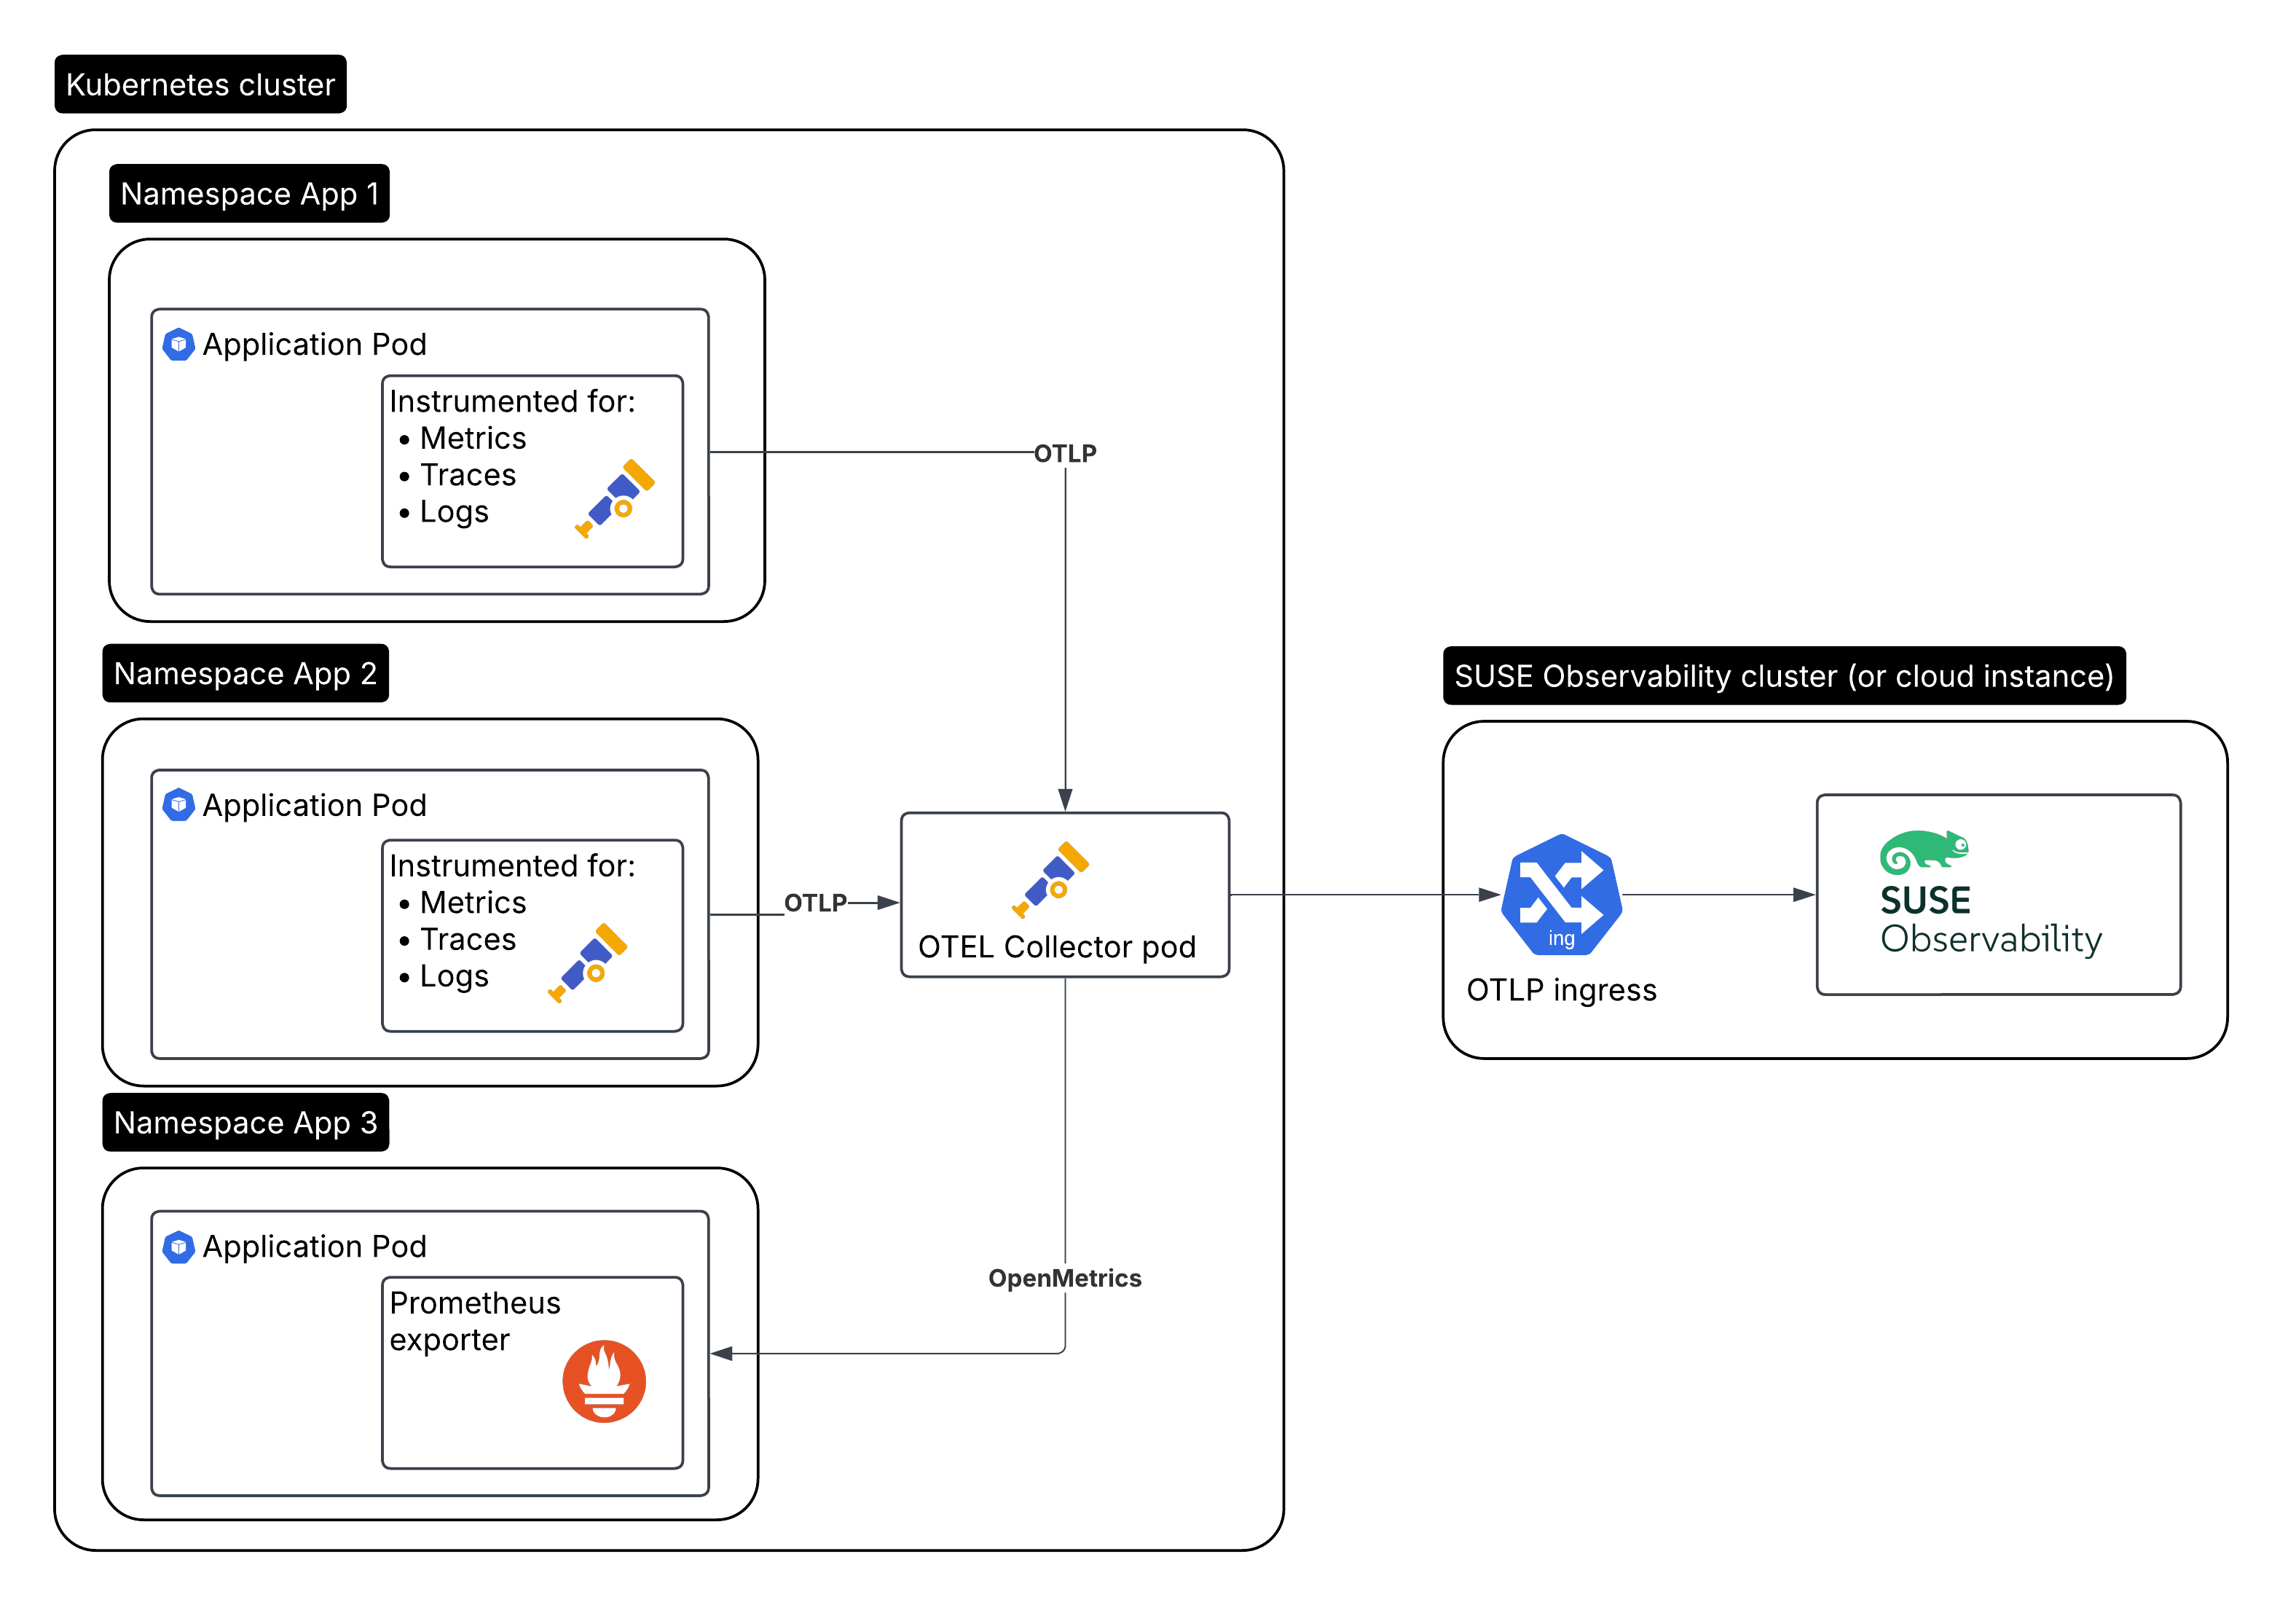 Kubernetes cluster
Namespace App 1
Application Pod
Instrumented for:
• Metrics
• Traces
• Logs
OTLP
Namespace App 2
Application Pod
Instrumented for:
• Metrics
• Traces
• Logs
OTLP
OTEL Collector pod
SUSE Observability cluster (or cloud instance)
ing
OTLP ingress
SUSE
Observability
Namespace App 3
Application Pod
Prometheus
exporter
OpenMetrics